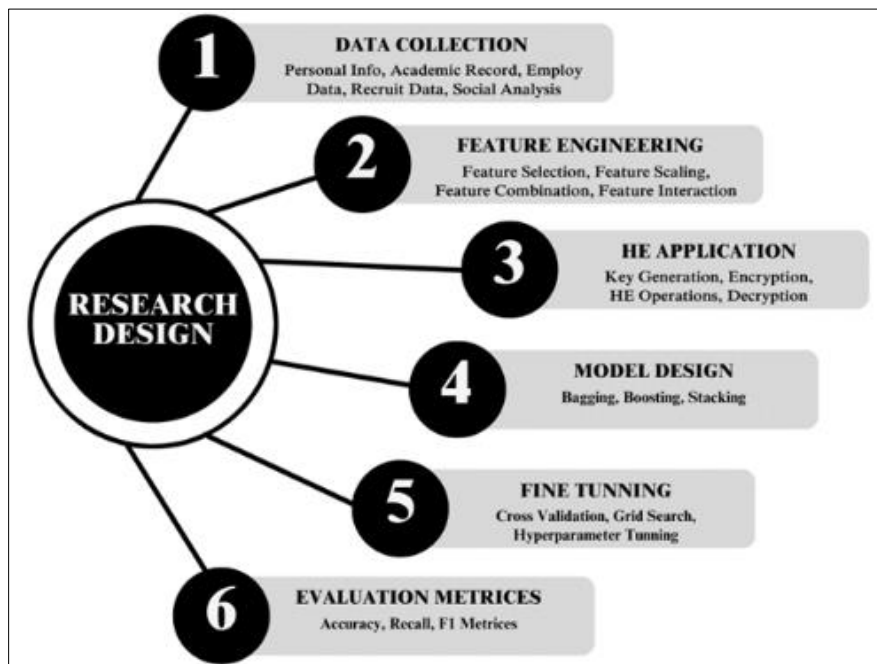 1
DATA COLLECTION
Personal Info, Academic Record, Employ
Data, Recruit Data, Social Analysis
2
FEATURE ENGINEERING
Feature Selection, Feature Scaling,
Feature Combination, Feature Interaction
3
HE APPLICATION
Key Generation, Encryption,
HE Operations, Decryption
RESEARCH
DESIGN
4
MODEL DESIGN
Bagging, Boosting, Stacking
5
FINE TUNNING
Cross Validation, Grid Search,
Hyperparameter Tunning
6
EVALUATION METRICES
Accuracy, Recall, F1 Metrices